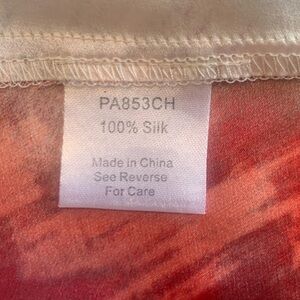 PA853CH
100% Silk
Made in China
See Reverse
For Care